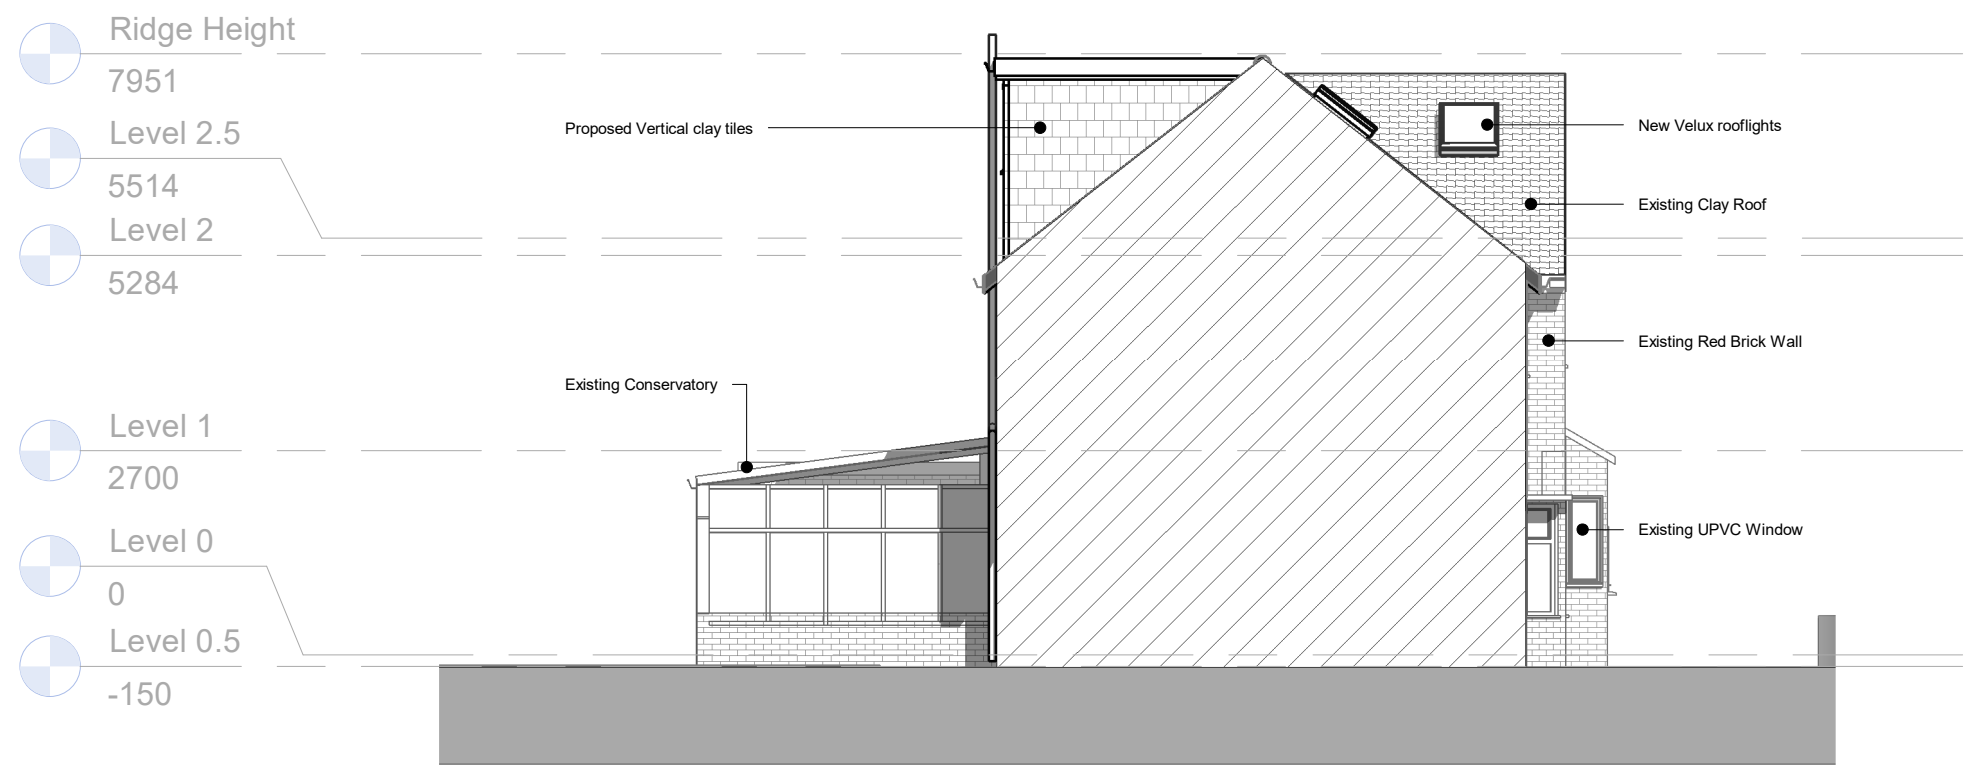 Ridge Height
7951
Level 2.5
5514
Level 2
5284
Level 1
2700
Level 0
0
Level 0.5
-150
Proposed Vertical clay tiles
Existing Conservatory
New Velux rooflights
Existing Clay Roof
Existing Red Brick Wall
Existing UPVC Window